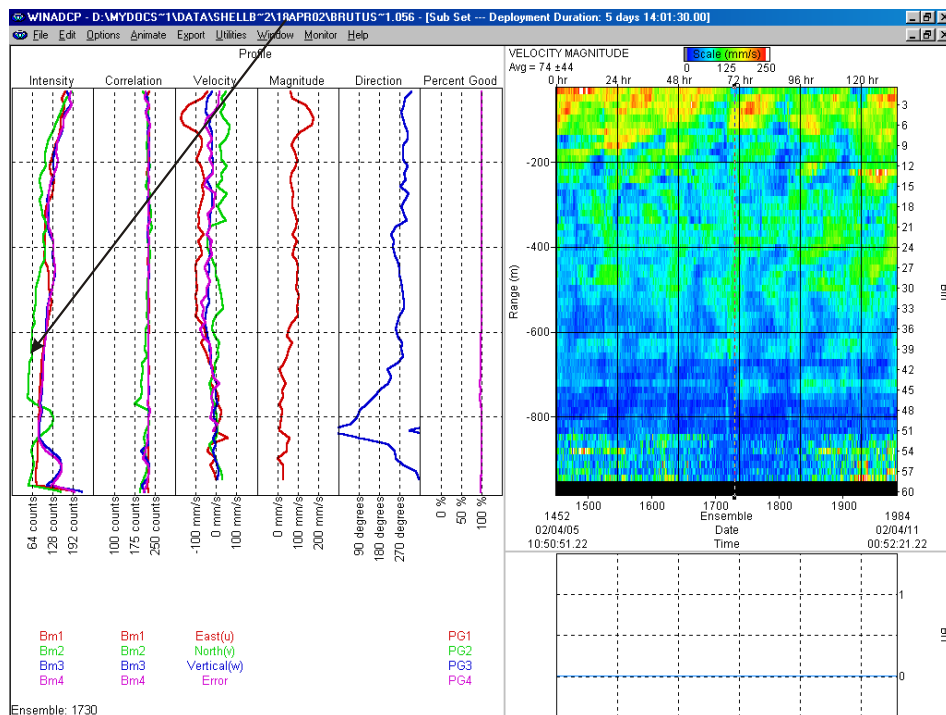 WINADCP - D:\MYDOCS~1\DATA\SHELLB~2\18APR02\BRUTUS~1.056 - [Sub Set --- Deployment Duration: 5 days 14:01:30.00]
File Edit Options Animate Export Utilities Window Monitor Help
Profile
Intensity Correlation Velocity Magnitude Direction Percent Good
-200
-400
-600
-800
64 counts 128 counts 192 counts 100 counts 175 counts 250 counts -100 mm/s 0 mm/s 100 mm/s 0 mm/s 100 mm/s 200 mm/s 90 degrees 180 degrees 270 degrees 0 % 50 % 100 %
Bm1 Bm1 East(u) PG1
Bm2 Bm2 North(v) PG2
Bm3 Bm3 Vertical(w) PG3
Bm4 Bm4 Error PG4
Ensemble: 1730
VELOCITY MAGNITUDE
Avg = 74 ±44
Scale (mm/s)
0 125 250
0 hr 24 hr 48 hr 72 hr 96 hr 120 hr
Range (m)
3
6
9
12
15
18
21
24
27
30
33
36
39
42
45
48
51
54
57
60
Bin
1500 1600 1700 1800 1900
1452 Ensemble 1984
02/04/05 Date 02/04/11
10:50:51.22 Time 00:52:21.22
1
0